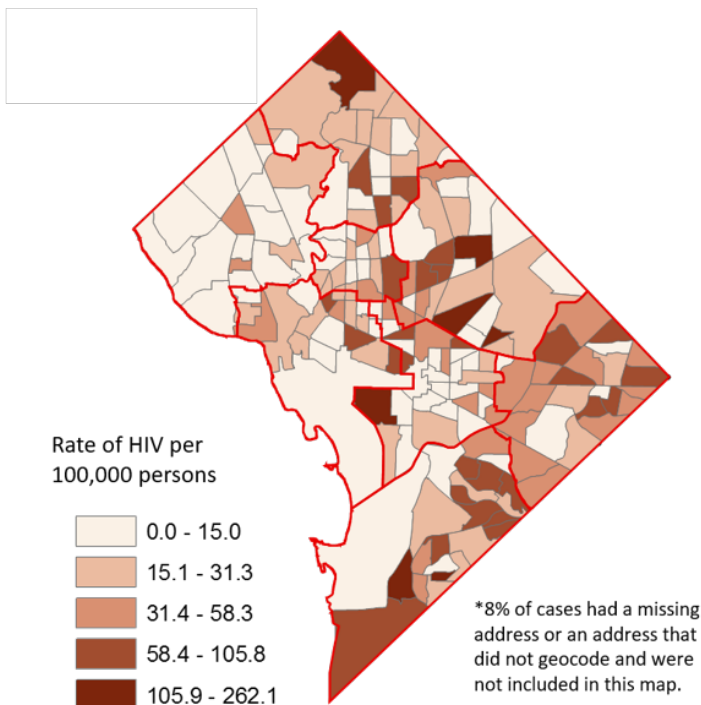 Rate of HIV per
100,000 persons
0.0 - 15.0
15.1 - 31.3
31.4 - 58.3
58.4 - 105.8
105.9 - 262.1
*8% of cases had a missing
address or an address that
did not geocode and were
not included in this map.